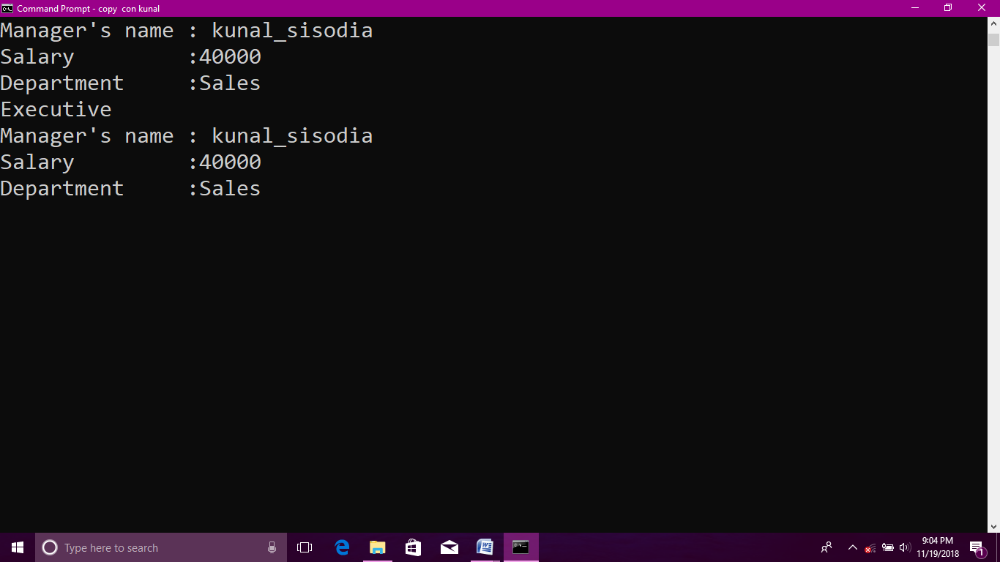 Command Prompt - copy  con kunal
Manager's name : kunal_sisodia
Salary         :40000
Department     :Sales
Executive
Manager's name : kunal_sisodia
Salary         :40000
Department     :Sales
Type here to search
9:04 PM
11/19/2018
1